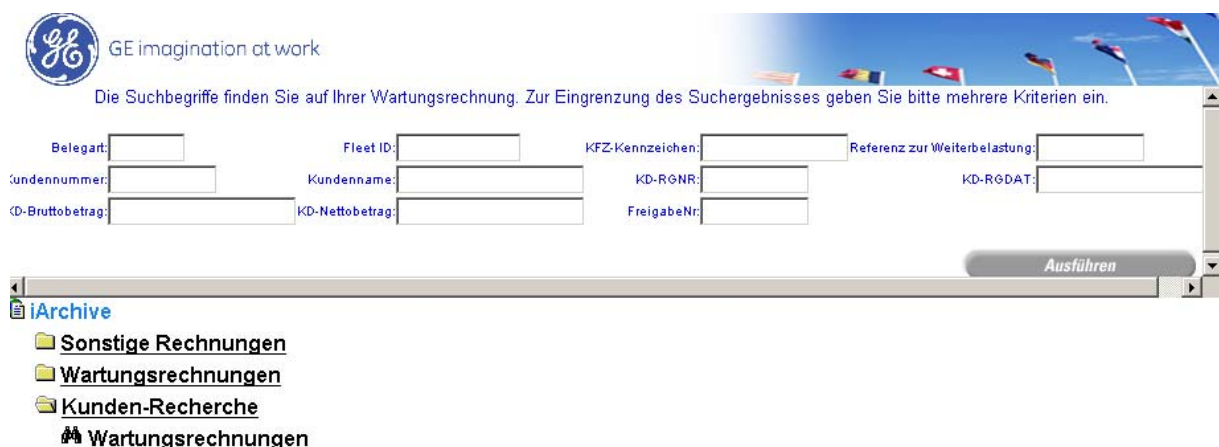 GE imagination at work
Die Suchbegriffe finden Sie auf Ihrer Wartungsrechnung. Zur Eingrenzung des Suchergebnisses geben Sie bitte mehrere Kriterien ein.
Belegart: Fleet ID: KFZ-Kennzeichen: Referenz zur Weiterbelastung:
Kundennummer: Kundenname: KD-RGNR: KD-RGDAT:
KD-Bruttobetrag: KD-Nettobetrag: FreigabeNr:
Ausführen
iArchive
Sonstige Rechnungen
Wartungsrechnungen
Kunden-Recherche
Wartungsrechnungen